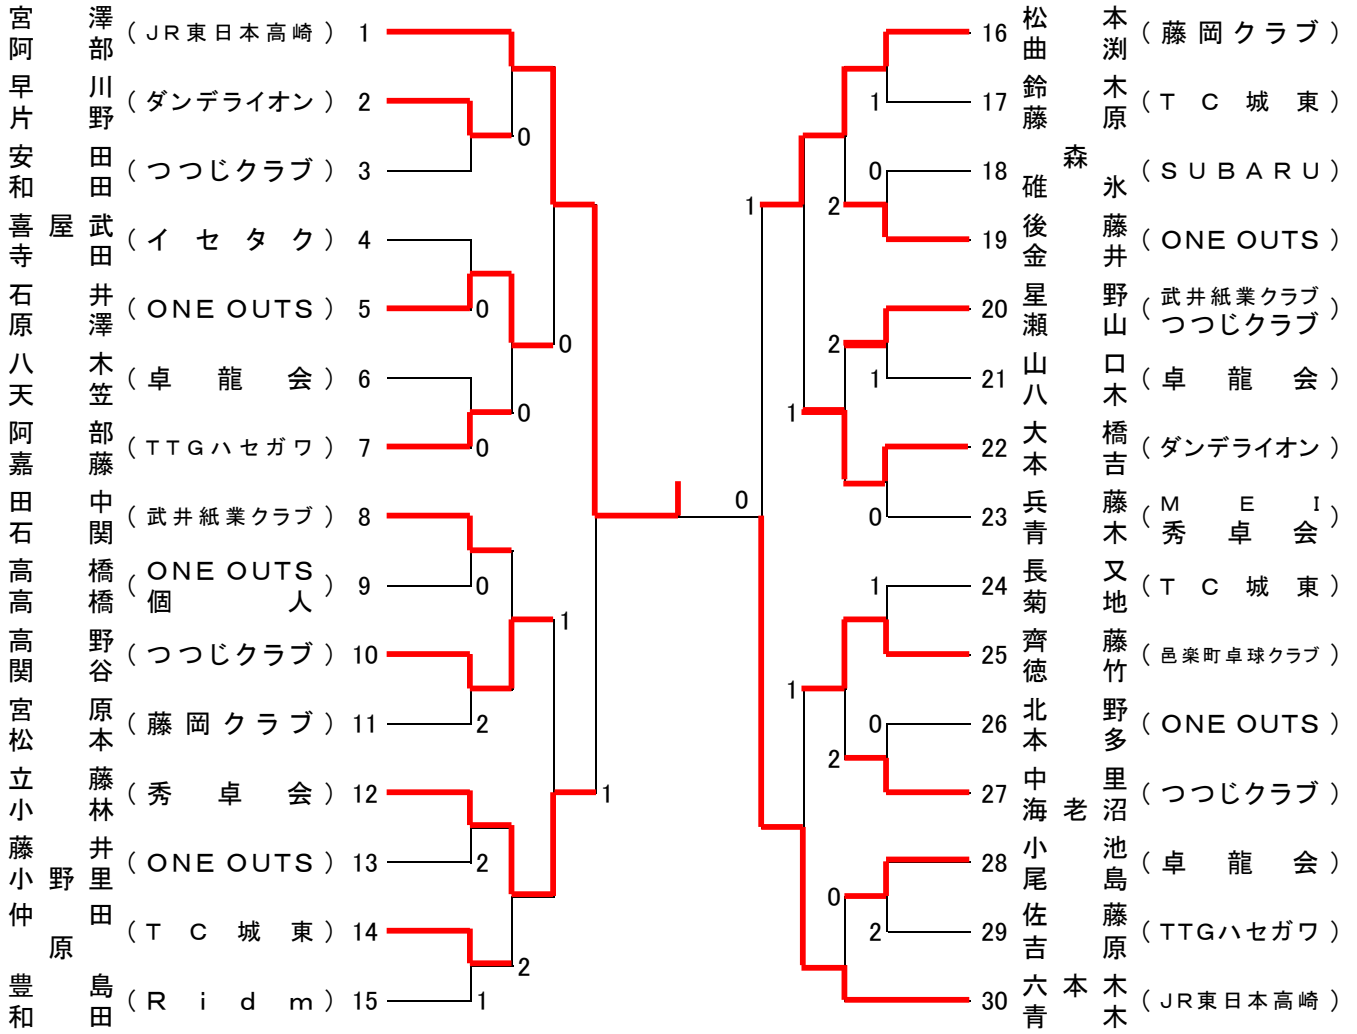 宮澤
阿部
(JR東日本高崎) 1
早川
片野
(ダンデライオン) 2
0
安田
和田
(つつじクラブ) 3
喜屋武
寺田
(イセタク) 4
石井
原澤
(ONE OUTS) 5
0
0
八木
天笠
(卓龍会) 6
0
阿部
嘉藤
(TTGハセガワ) 7
0
田中
石関
(武井紙業クラブ) 8
高橋
高橋
(ONE OUTS
個人) 9
0
1
高野
関谷
(つつじクラブ) 10
宮原
松本
(藤岡クラブ) 11
2
立藤
小林
(秀卓会) 12
1
藤井
小野里
(ONE OUTS) 13
2
仲田
原
(TC城東) 14
2
豊島
和田
(Ridm) 15
1
0
16 松本
曲渕
(藤岡クラブ)
1
17 鈴木
藤原
(TC城東)
0
18 森
碓氷
(SUBARU)
1
2
19 後藤
金井
(ONE OUTS)
20 星野
瀬山
(武井紙業クラブ
つつじクラブ)
2
1
21 山口
八木
(卓龍会)
1
22 大橋
本吉
(ダンデライオン)
0
23 兵藤
青木
(MEI
秀卓会)
1
24 長又
菊地
(TC城東)
25 齊藤
徳竹
(邑楽町卓球クラブ)
1
0
26 北野
本多
(ONE OUTS)
2
27 中里
海老沼
(つつじクラブ)
28 小池
尾島
(卓龍会)
0
2
29 佐藤
吉原
(TTGハセガワ)
30 六本木
青木
(JR東日本高崎)